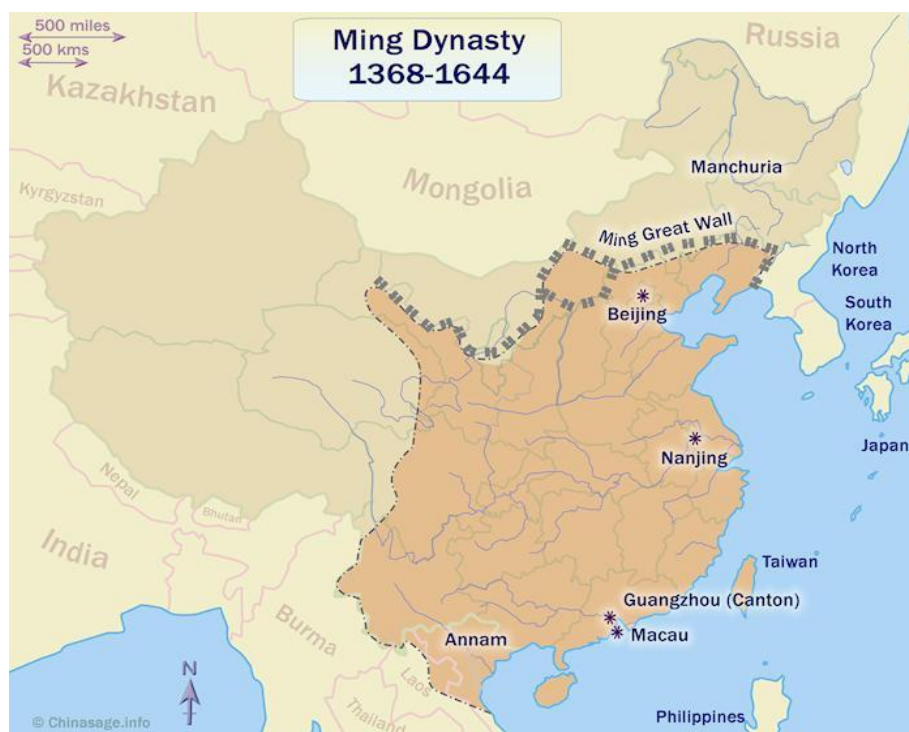 500 miles
500 kms
Ming Dynasty
1368-1644
Russia
Kazakhstan
Manchuria
Kyrgyzstan
Mongolia
Ming Great Wall
North
Korea
Beijing
South
Korea
Nanjing
Japan
Nepal
Bhutan
India
Taiwan
Guangzhou (Canton)
Burma
Annam
Macau
Laos
N
Thailand
Philippines
© Chinasage.info